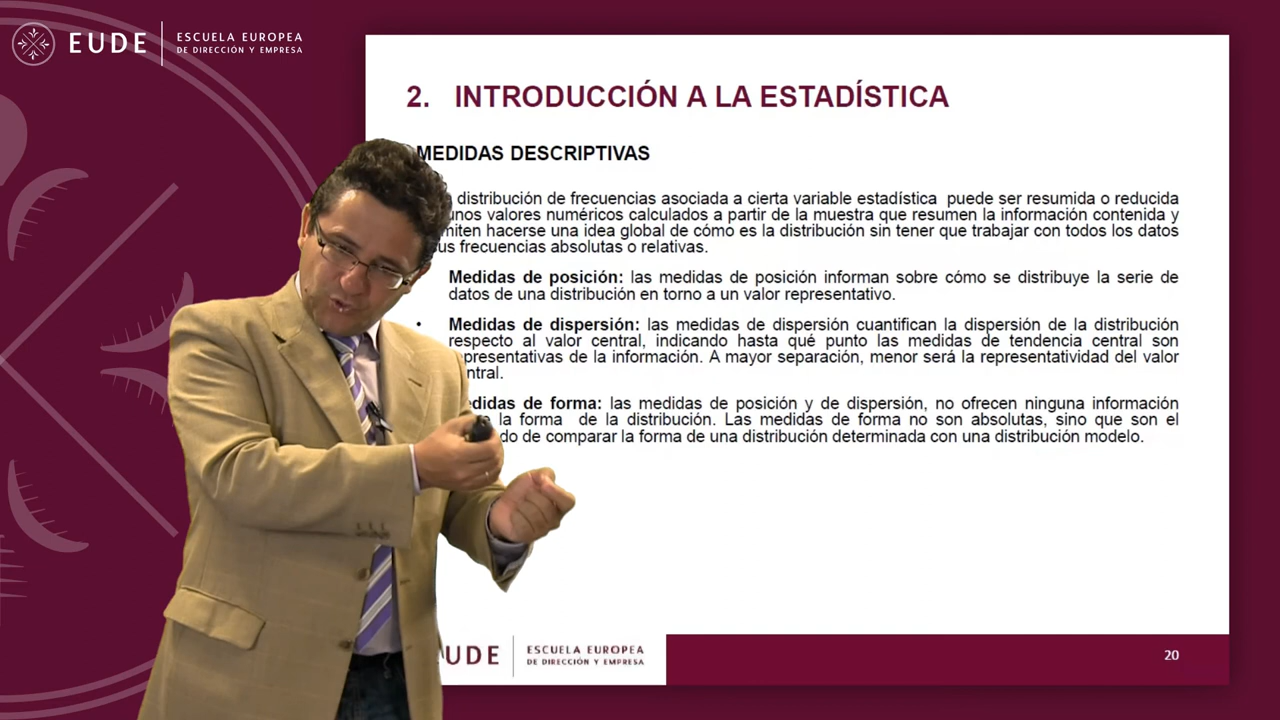 EUDE
ESCUELA EUROPEA
DE DIRECCIÓN Y EMPRESA
2. INTRODUCCIÓN A LA ESTADÍSTICA
MEDIDAS DESCRIPTIVAS
distribución de frecuencias asociada a cierta variable estadística puede ser resumida o reducida
unos valores numéricos calculados a partir de la muestra que resumen la información contenida y
miten hacerse una idea global de cómo es la distribución sin tener que trabajar con todos los datos
sus frecuencias absolutas o relativas.
Medidas de posición: las medidas de posición informan sobre cómo se distribuye la serie de
datos de una distribución en torno a un valor representativo.
• Medidas de dispersión: las medidas de dispersión cuantifican la dispersión de la distribución
respecto al valor central, indicando hasta qué punto las medidas de tendencia central son
presentativas de la información. A mayor separación, menor será la representatividad del valor
ntral.
edidas de forma: las medidas de posición y de dispersión, no ofrecen ninguna información
la forma de la distribución. Las medidas de forma no son absolutas, sino que son el
do de comparar la forma de una distribución determinada con una distribución modelo.
UDE
ESCUELA EUROPEA
DE DIRECCIÓN Y EMPRESA
20